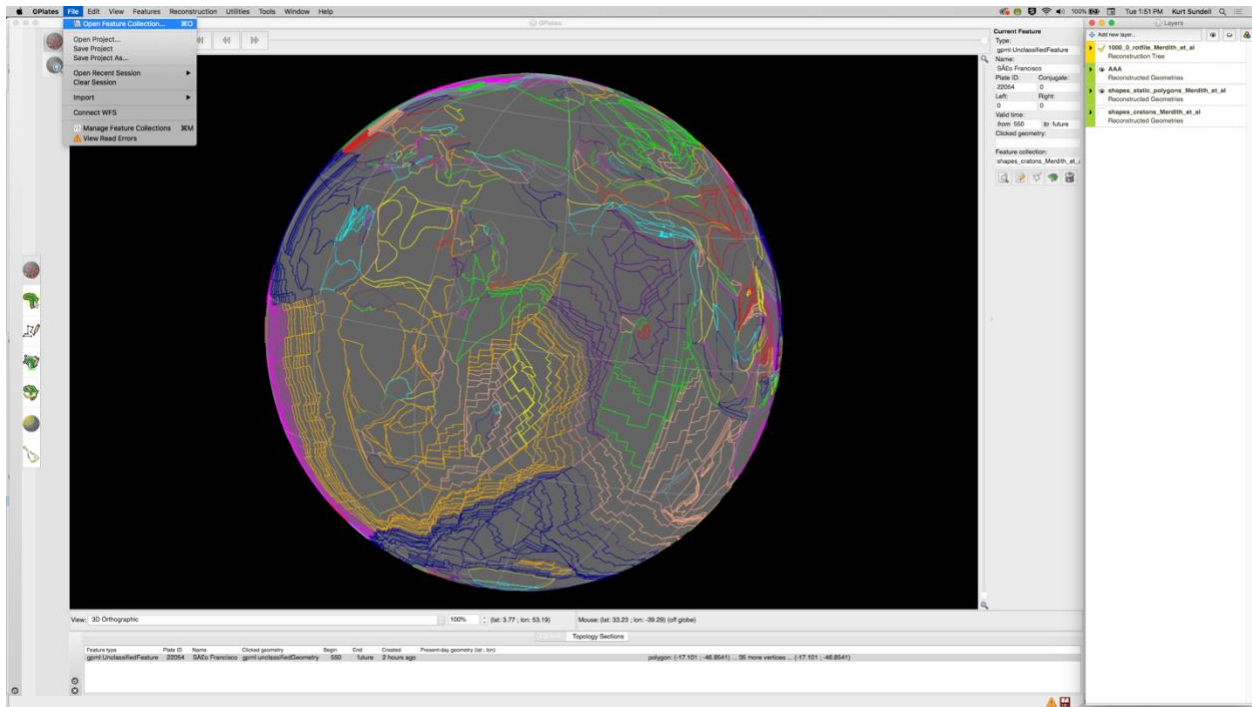 GPlates File Edit View Features Reconstruction Utilities Tools Window Help
100% Tue 1:51 PM Kurt Sundell
GPlates
Open Feature Collection... ⌘O
Open Project...
Save Project
Save Project As...
Open Recent Session
Clear Session
Import
Connect WFS
Manage Feature Collections ⌘M
View Read Errors
Current Feature
Type:
gpml:UnclassifiedFeature
Name:
SÃ£o Francisco
Plate ID: Conjugate:
22054 0
Left: Right:
0 0
Valid time:
from 550 to future
Clicked geometry:
Feature collection:
shapes_cratons_Merdith_et_
Layers
Add new layer...
1000_0_rotfile_Merdith_et_al
Reconstruction Tree
AAA
Reconstructed Geometries
shapes_static_polygons_Merdith_et_al
Reconstructed Geometries
shapes_cratons_Merdith_et_al
Reconstructed Geometries
View: 3D Orthographic 100% (lat: 3.77 ; lon: 53.19) Mouse: (lat: 33.23 ; lon: -39.29) (off globe)
Topology Sections
Feature type Plate ID Name Clicked geometry Begin End Created Present-day geometry (lat ; lon)
gpml:UnclassifiedFeature 22054 SÃ£o Francisco gpml:unclassifiedGeometry 550 future 2 hours ago polygon: (-17.101 ; -46.8541) ... 35 more vertices ... (-17.101 ; -46.8541)